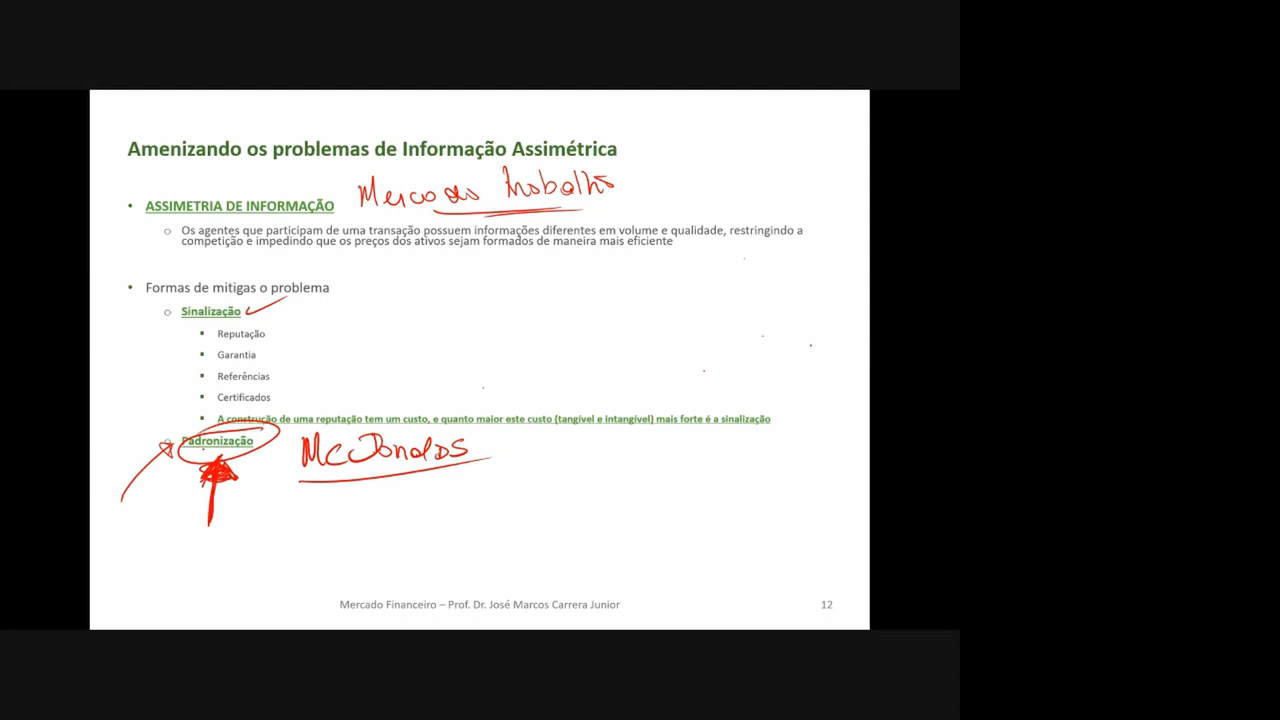 Amenizando os problemas de Informação Assimétrica
Mercado Trabalho
• ASSIMETRIA DE INFORMAÇÃO
o Os agentes que participam de uma transação possuem informações diferentes em volume e qualidade, restringindo a
competição e impedindo que os preços dos ativos sejam formados de maneira mais eficiente
• Formas de mitigas o problema
o Sinalização
▪ Reputação
▪ Garantia
▪ Referências
▪ Certificados
▪ A construção de uma reputação tem um custo, e quanto maior este custo (tangível e intangível) mais forte é a sinalização
o Padronização
McDonalds
Mercado Financeiro – Prof. Dr. José Marcos Carrera Junior
12